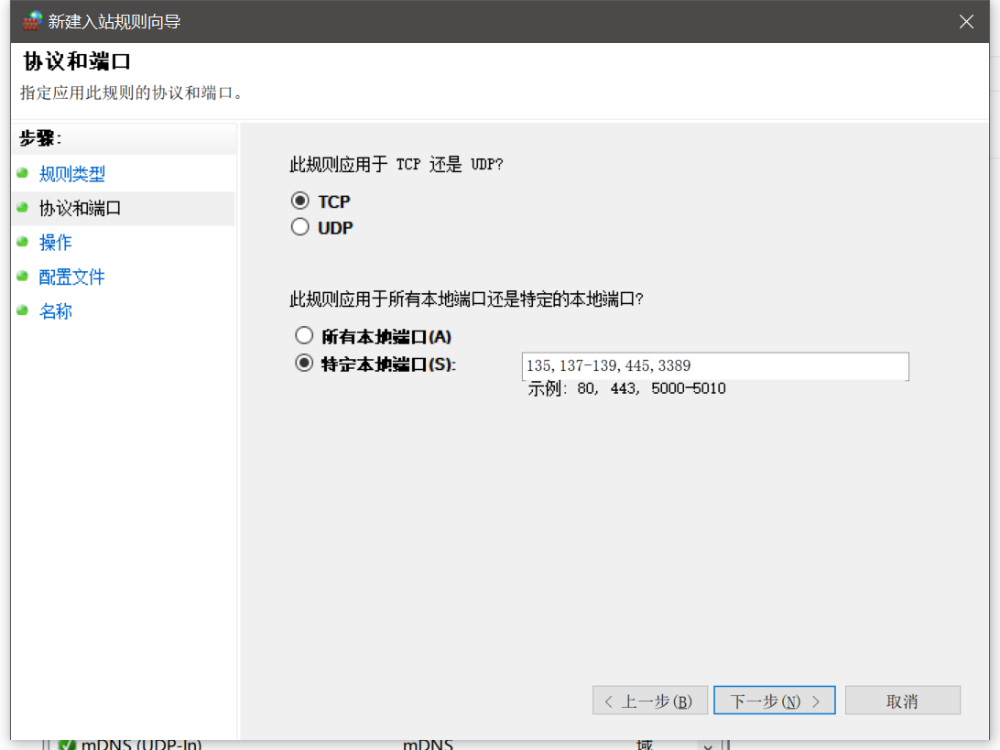 新建入站规则向导
协议和端口
指定应用此规则的协议和端口。
步骤:
规则类型
协议和端口
操作
配置文件
名称
此规则应用于 TCP 还是 UDP?
TCP
UDP
此规则应用于所有本地端口还是特定的本地端口?
所有本地端口(A)
特定本地端口(S): 135,137-139,445,3389
示例: 80, 443, 5000-5010
< 上一步(B) 下一步(N) > 取消
mDNS (UDP-In) mDNS 域